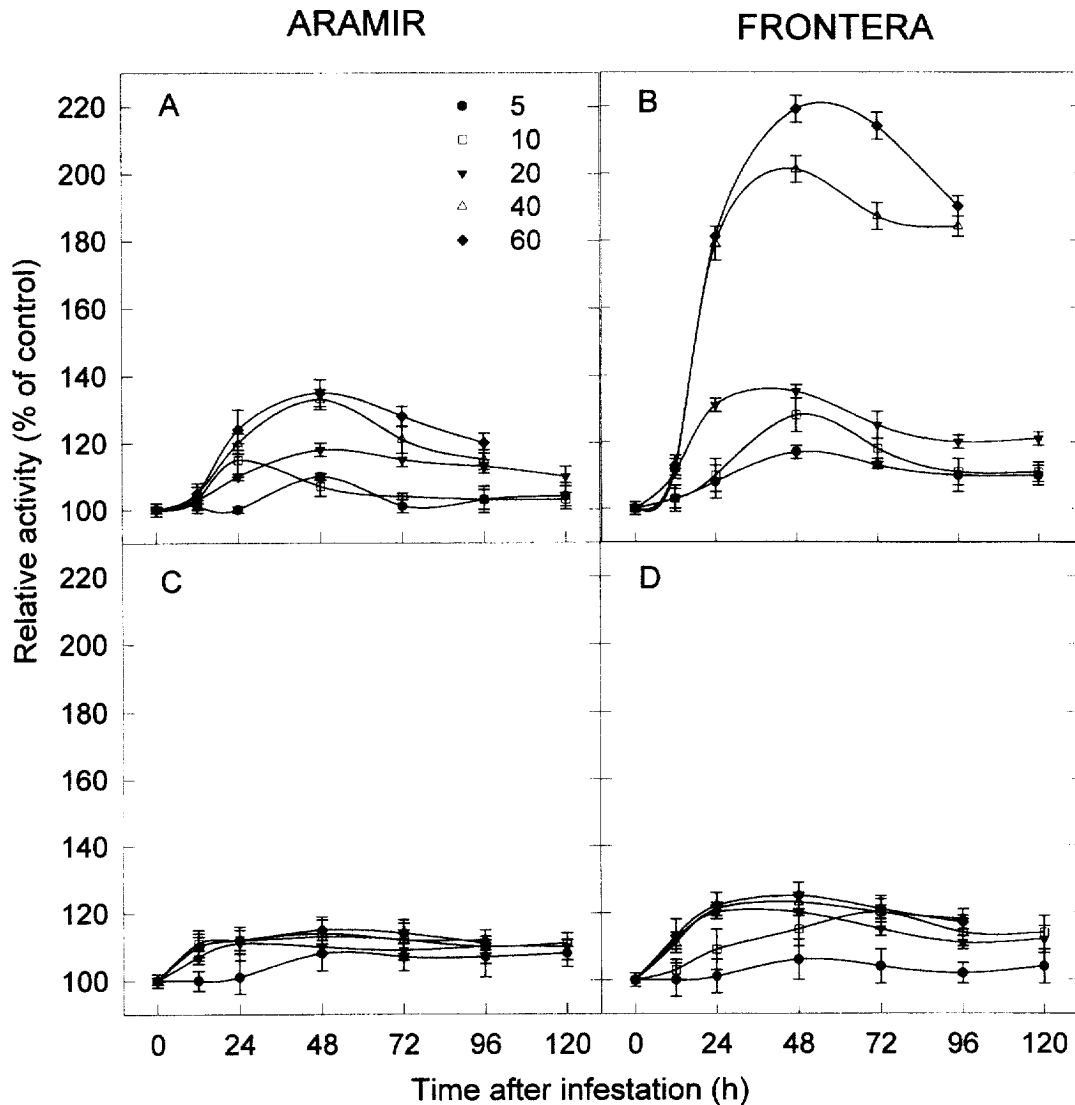 ARAMIR
FRONTERA
A
B
5
10
20
40
60
220
200
180
160
140
120
100
C
D
220
200
180
160
140
120
100
Relative activity (% of control)
0 24 48 72 96 120
0 24 48 72 96 120
Time after infestation (h)